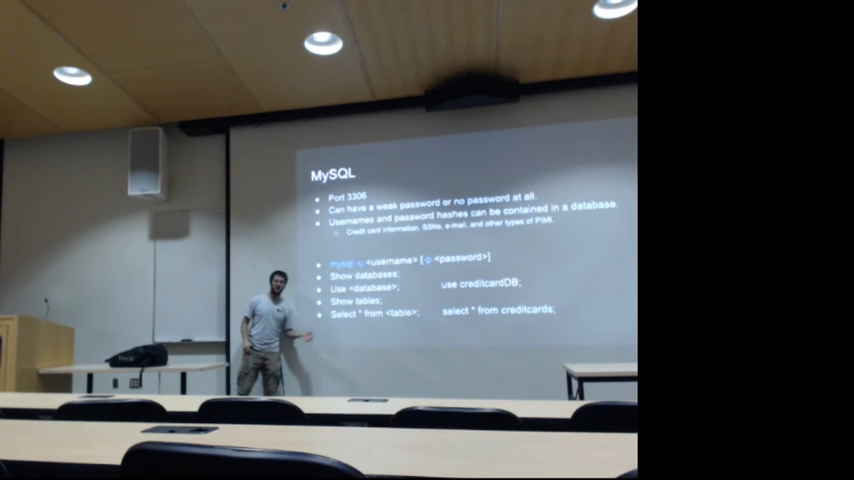 MySQL
Port 3306
Can have a weak password or no password at all.
Usernames and password hashes can be contained in a database.
Credit card information, SSNs, e-mail, and other types of PIMI.
mysql -u <username> [-p <password>]
Show databases;
Use <database>; use creditcardDB;
Show tables;
Select * from <table>; select * from creditcards;